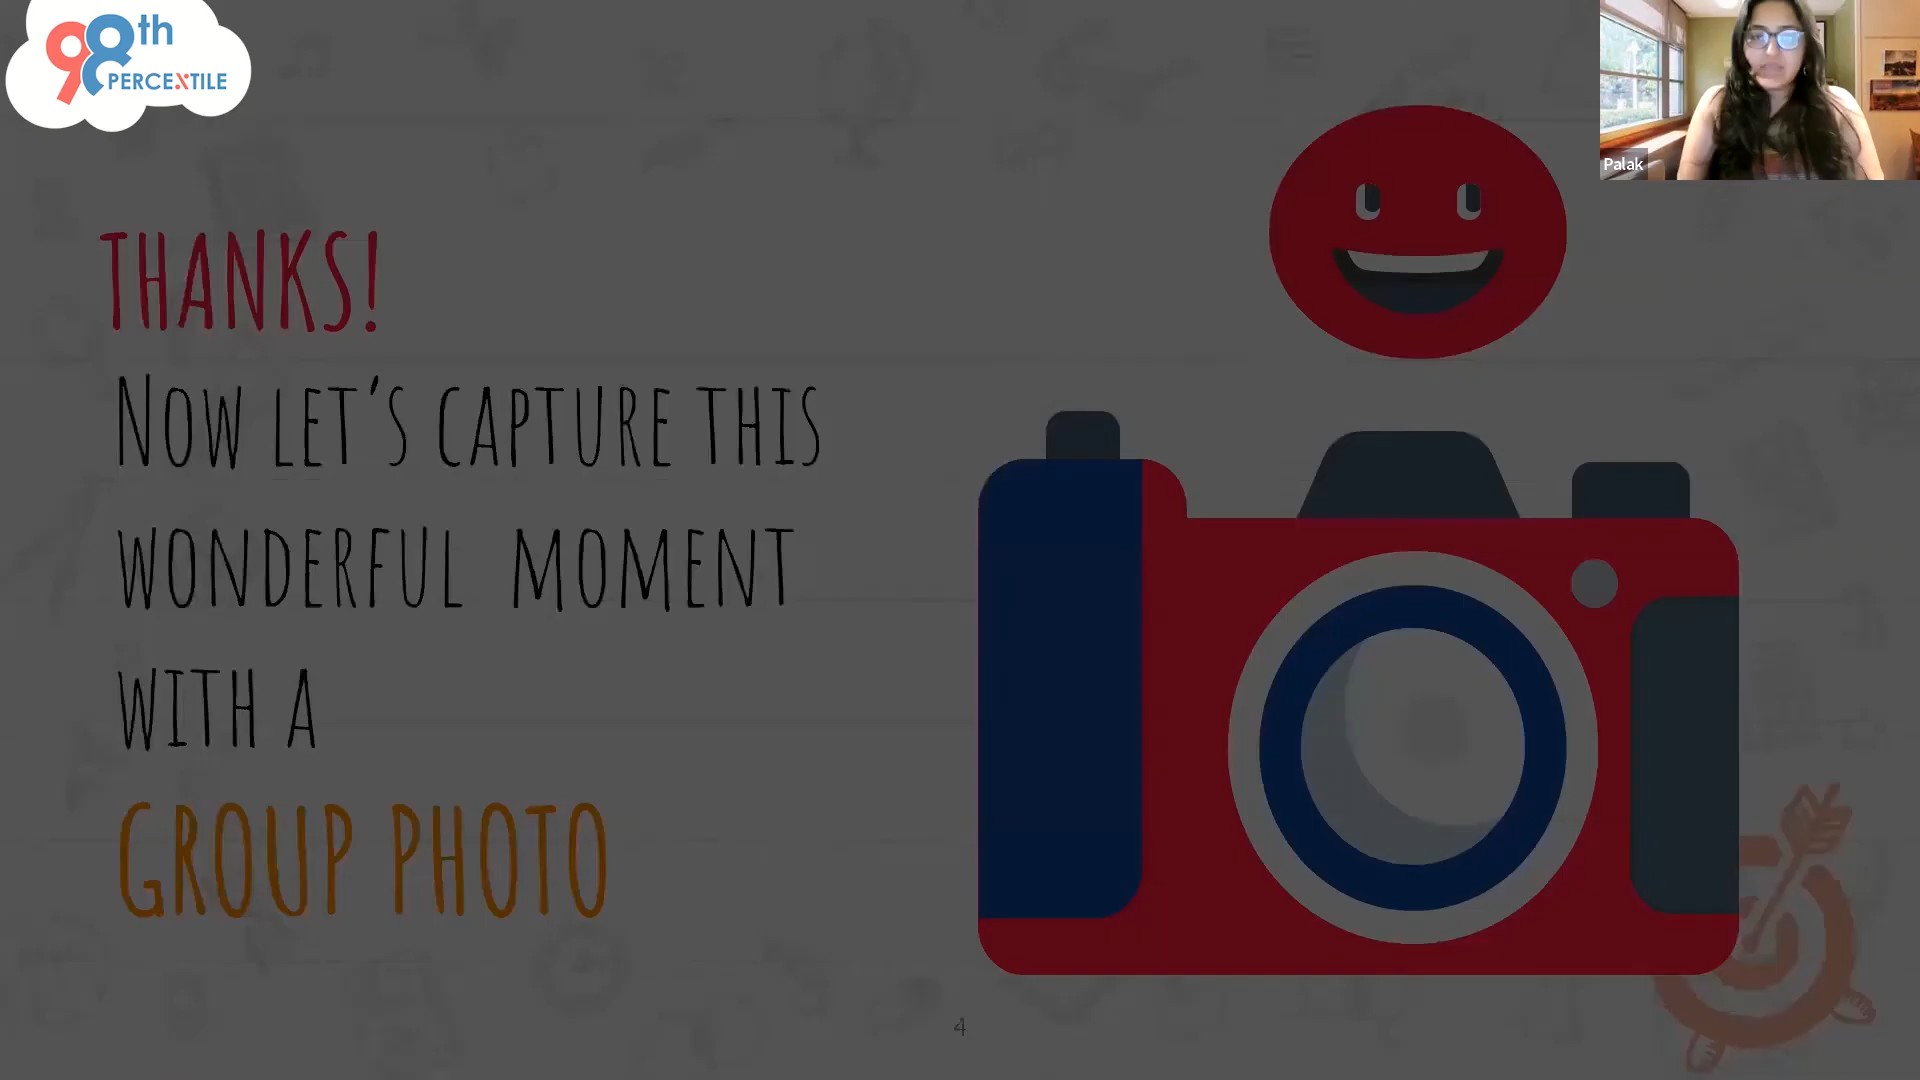 98th
PERCENTILE
Palak
THANKS!
NOW LET'S CAPTURE THIS
WONDERFUL MOMENT
WITH A
GROUP PHOTO
4